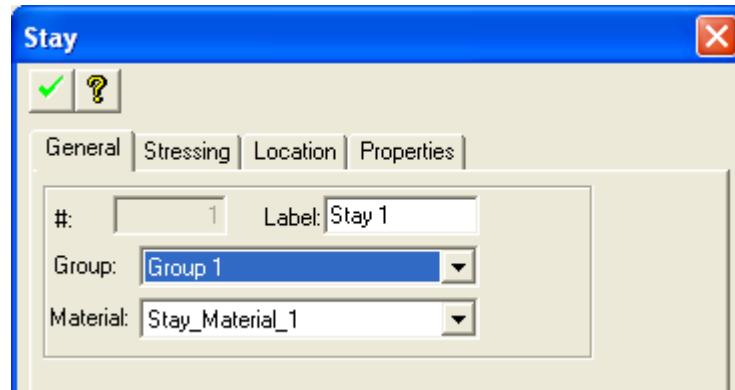 Stay
General Stressing Location Properties
#: 1 Label: Stay 1
Group: Group 1
Material: Stay_Material_1